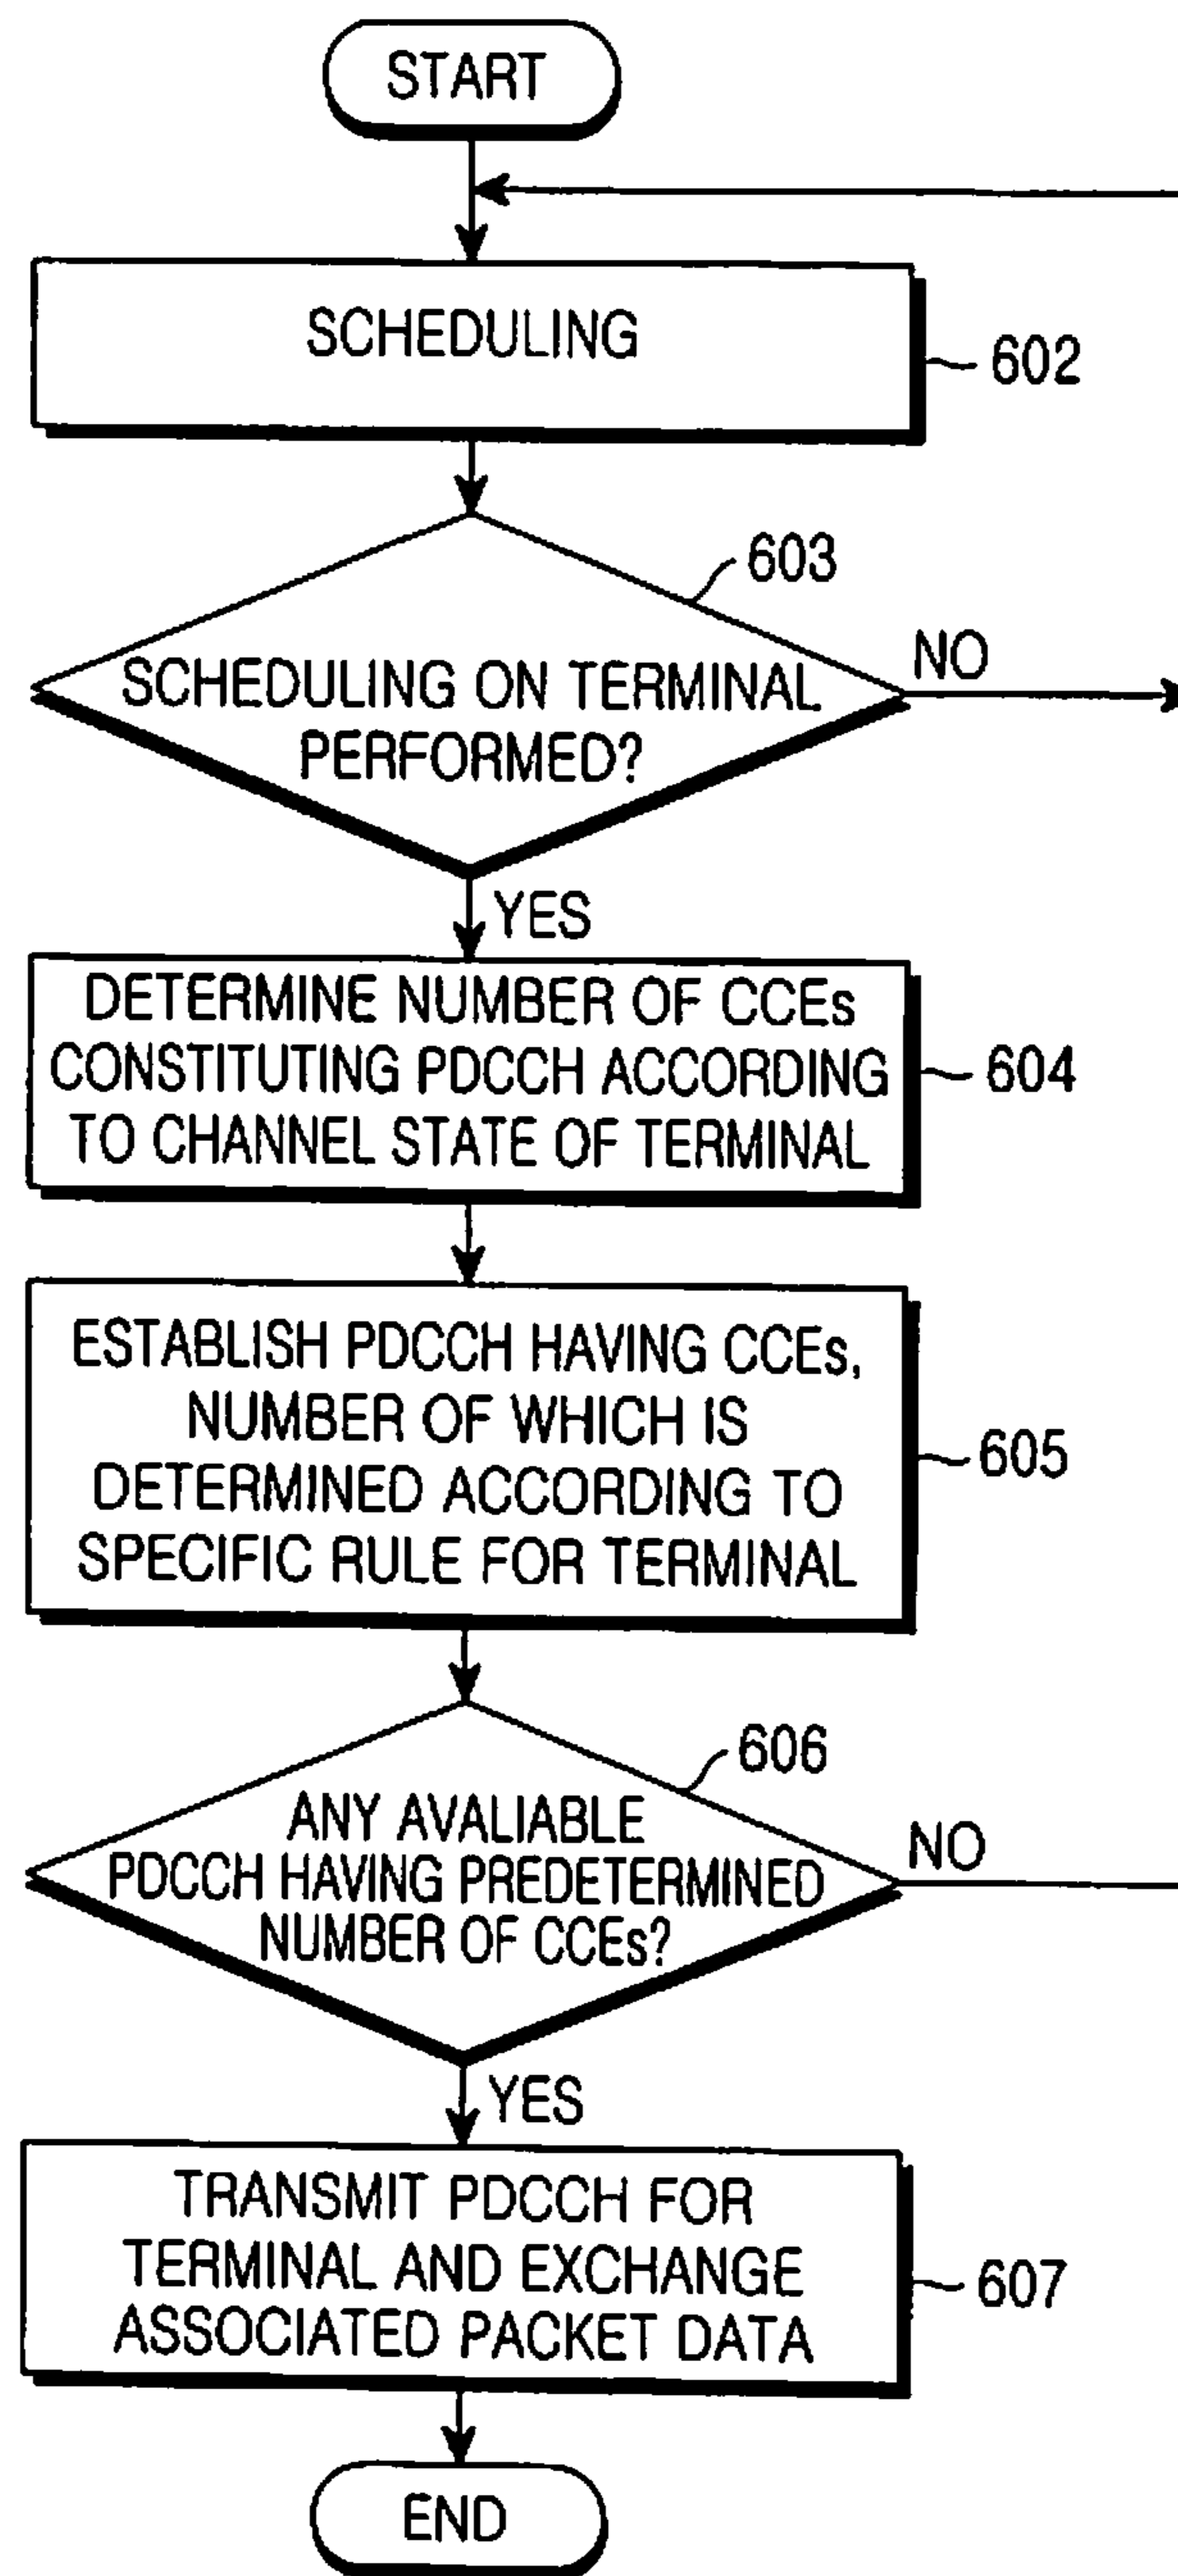 START
SCHEDULING
602
603
SCHEDULING ON TERMINAL
PERFORMED?
NO
YES
DETERMINE NUMBER OF CCEs
CONSTITUTING PDCCH ACCORDING
TO CHANNEL STATE OF TERMINAL
604
ESTABLISH PDCCH HAVING CCEs,
NUMBER OF WHICH IS
DETERMINED ACCORDING TO
SPECIFIC RULE FOR TERMINAL
605
606
ANY AVALIABLE
PDCCH HAVING PREDETERMINED
NUMBER OF CCEs?
NO
YES
TRANSMIT PDCCH FOR
TERMINAL AND EXCHANGE
ASSOCIATED PACKET DATA
607
END